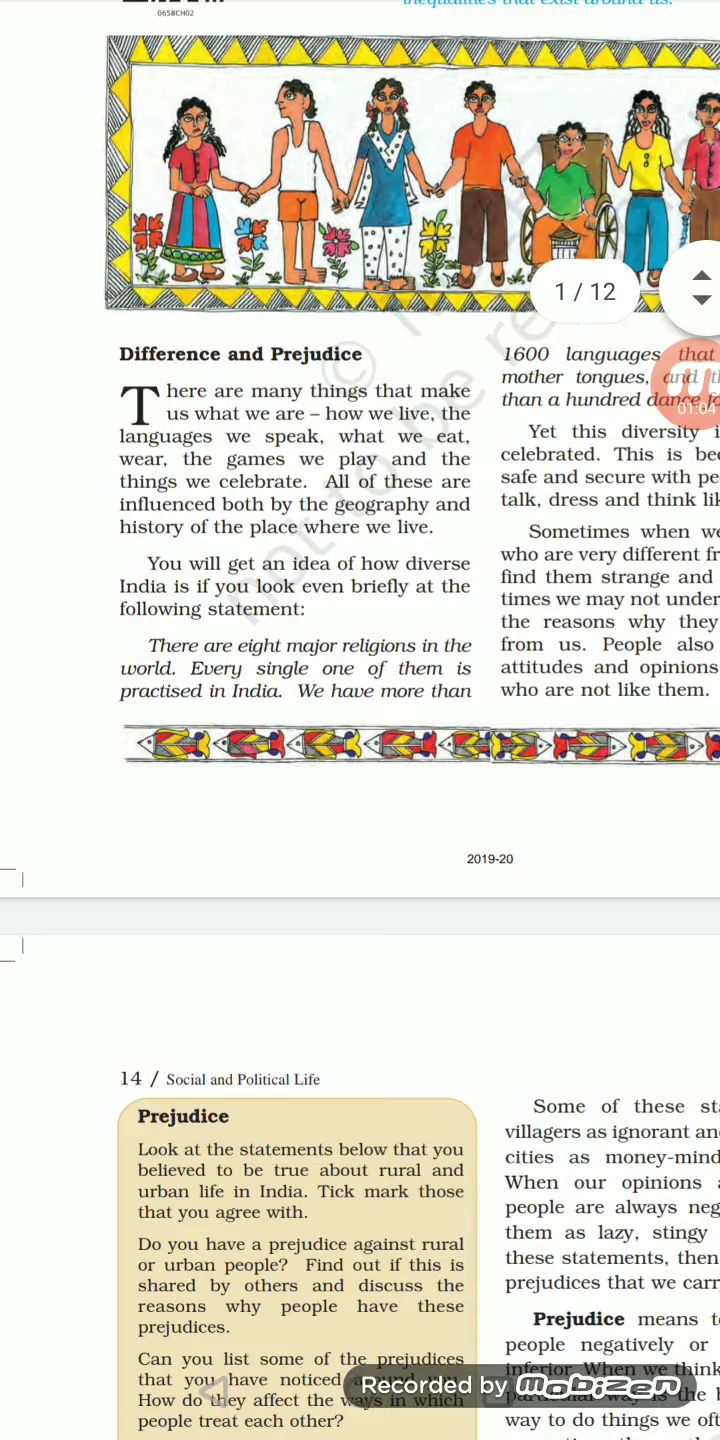 0658CH02
inequalities that exist around us.
1 / 12
01:04
Difference and Prejudice
There are many things that make
us what we are – how we live, the
languages we speak, what we eat,
wear, the games we play and the
things we celebrate. All of these are
influenced both by the geography and
history of the place where we live.
You will get an idea of how diverse
India is if you look even briefly at the
following statement:
There are eight major religions in the
world. Every single one of them is
practised in India. We have more than
1600 languages that
mother tongues, and
than a hundred dance
Yet this diversity
celebrated. This is
safe and secure with
talk, dress and think
Sometimes when we
who are very different
find them strange and
times we may not
the reasons why they
from us. People also
attitudes and opinions
who are not like them.
not to be
2019-20
14 / Social and Political Life
Prejudice
Look at the statements below that you
believed to be true about rural and
urban life in India. Tick mark those
that you agree with.
Do you have a prejudice against rural
or urban people? Find out if this is
shared by others and discuss the
reasons why people have these
prejudices.
Can you list some of the prejudices
that you have noticed around you.
How do they affect the ways in which
people treat each other?
Some of these
villagers as ignorant
cities as
When our opinions
people are always
them as lazy, stingy
these statements, then
prejudices that we
Prejudice means
people negatively or
inferior. When we think
particular way is the
way to do things we
Recorded by mobizen